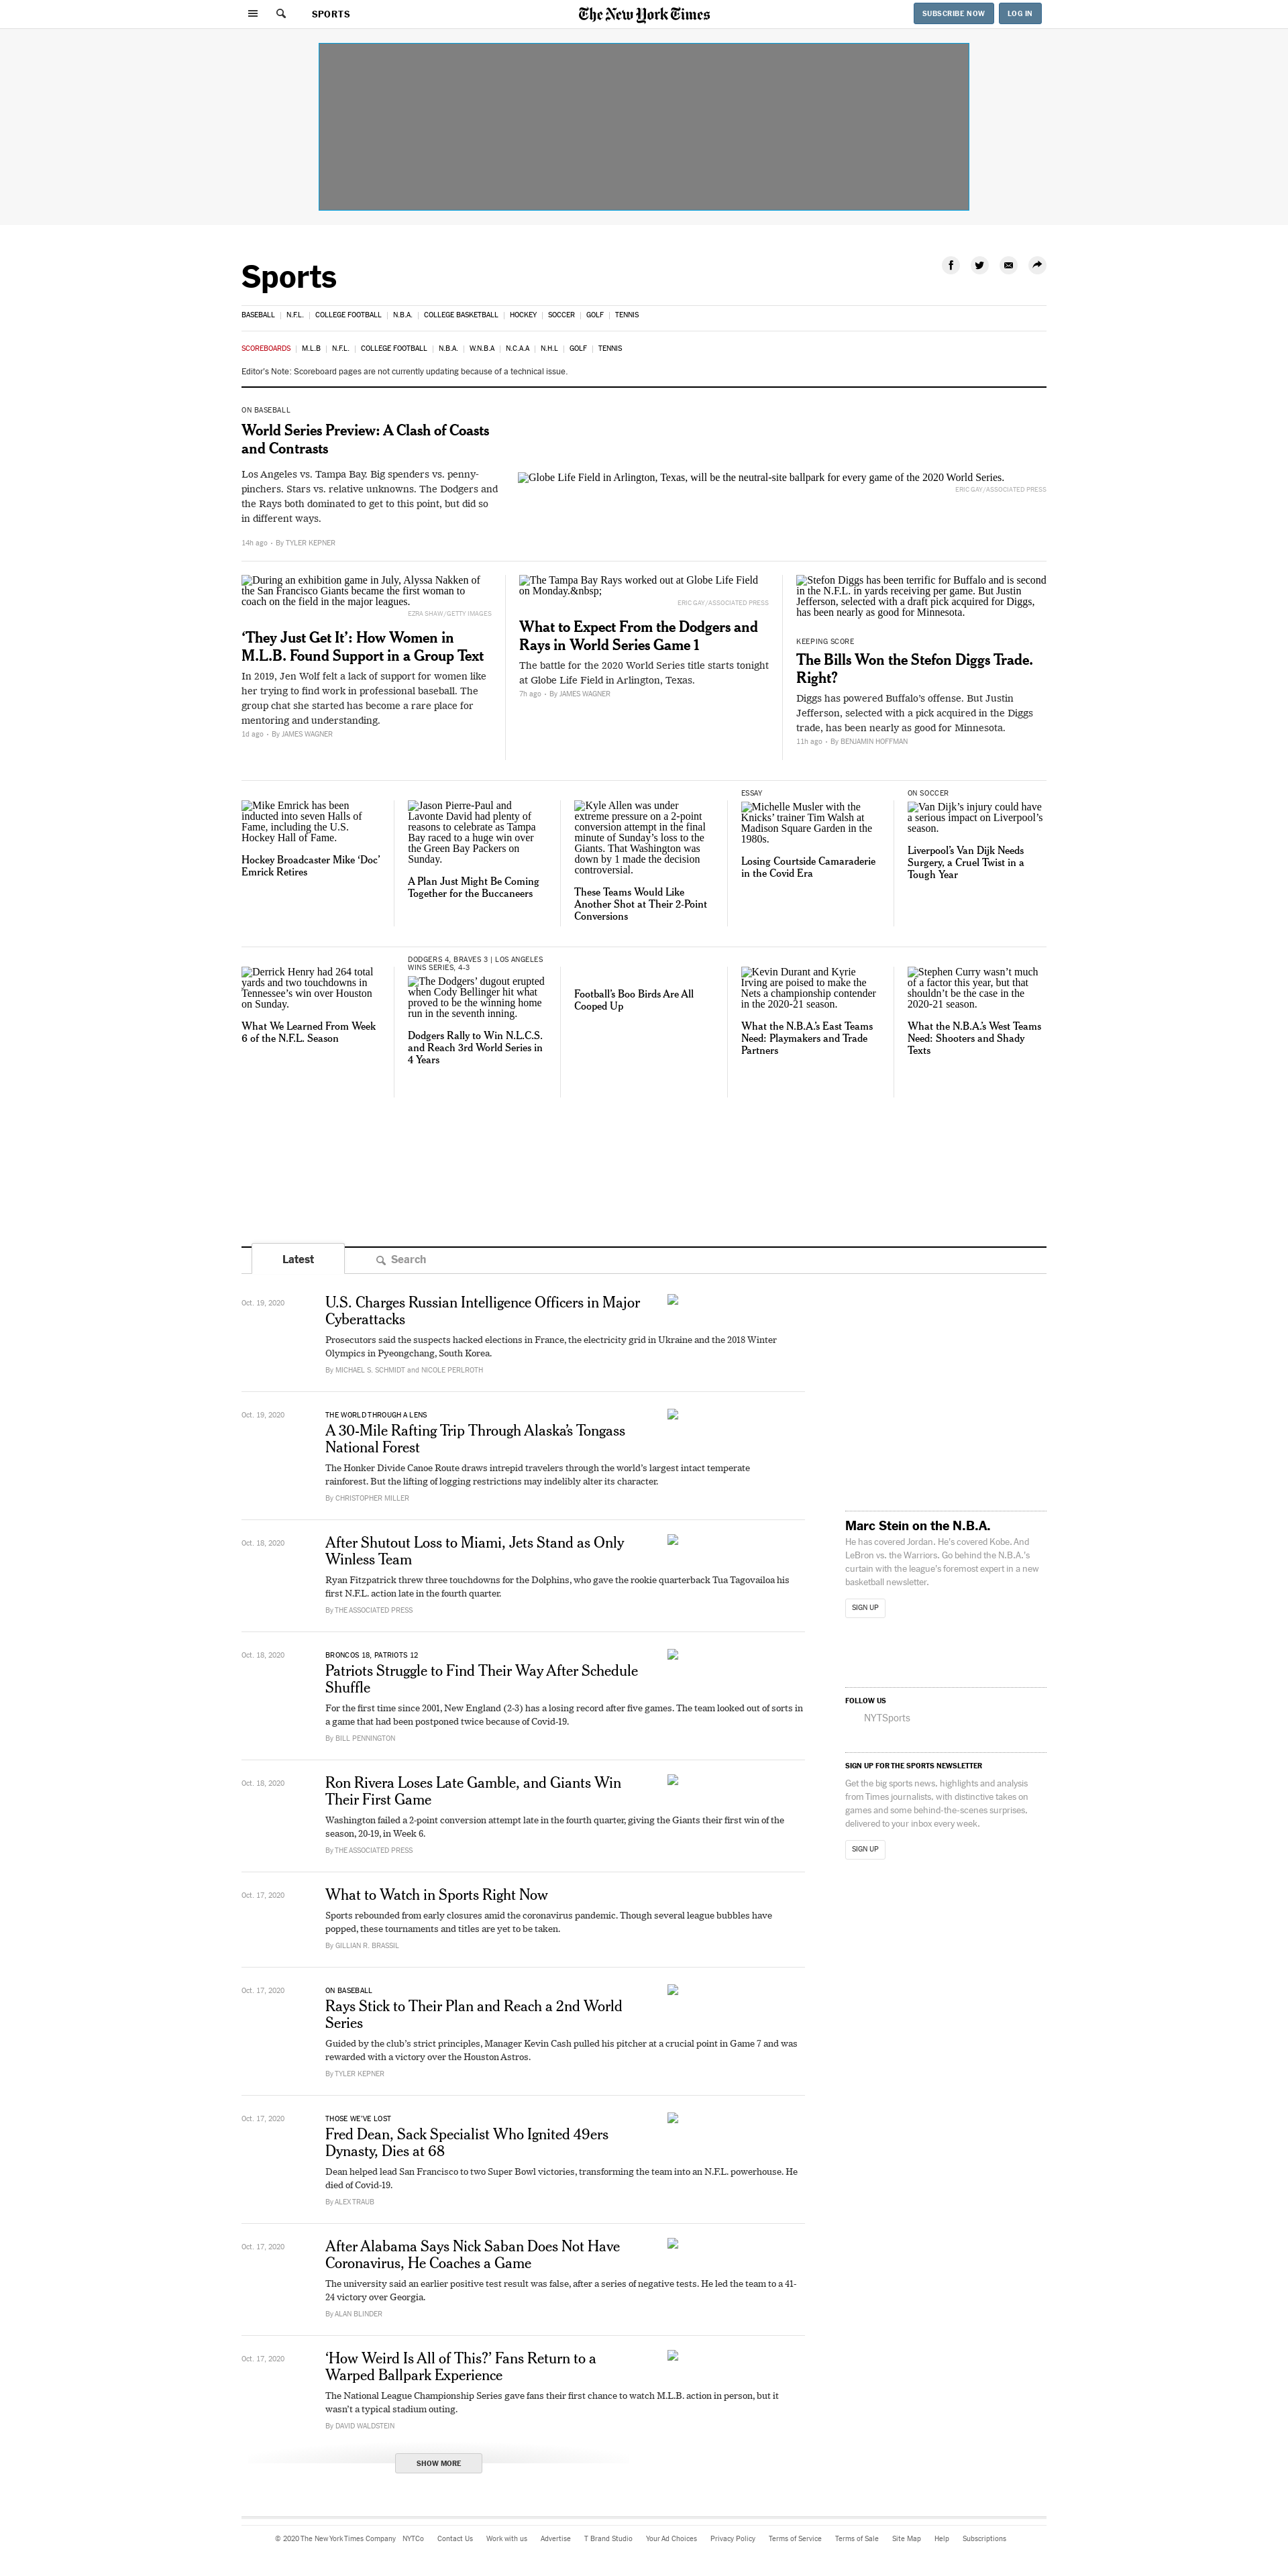 SPORTS
The New York Times
SUBSCRIBE NOW
LOG IN
Sports
BASEBALL | N.F.L. | COLLEGE FOOTBALL | N.B.A. | COLLEGE BASKETBALL | HOCKEY | SOCCER | GOLF | TENNIS
SCOREBOARDS | M.L.B | N.F.L. | COLLEGE FOOTBALL | N.B.A. | W.N.B.A | N.C.A.A | N.H.L | GOLF | TENNIS
Editor's Note: Scoreboard pages are not currently updating because of a technical issue.
ON BASEBALL
World Series Preview: A Clash of Coasts
and Contrasts
Los Angeles vs. Tampa Bay. Big spenders vs. penny-
pinchers. Stars vs. relative unknowns. The Dodgers and
the Rays both dominated to get to this point, but did so
in different ways.
14h ago • By TYLER KEPNER
Globe Life Field in Arlington, Texas, will be the neutral-site ballpark for every game of the 2020 World Series.
ERIC GAY/ASSOCIATED PRESS
During an exhibition game in July, Alyssa Nakken of
the San Francisco Giants became the first woman to
coach on the field in the major leagues.
EZRA SHAW/GETTY IMAGES
‘They Just Get It’: How Women in
M.L.B. Found Support in a Group Text
In 2019, Jen Wolf felt a lack of support for women like
her trying to find work in professional baseball. The
group chat she started has become a rare place for
mentoring and understanding.
1d ago • By JAMES WAGNER
The Tampa Bay Rays worked out at Globe Life Field
on Monday.&nbsp;
ERIC GAY/ASSOCIATED PRESS
What to Expect From the Dodgers and
Rays in World Series Game 1
The battle for the 2020 World Series title starts tonight
at Globe Life Field in Arlington, Texas.
7h ago • By JAMES WAGNER
Stefon Diggs has been terrific for Buffalo and is second
in the N.F.L. in yards receiving per game. But Justin
Jefferson, selected with a draft pick acquired for Diggs,
has been nearly as good for Minnesota.
KEEPING SCORE
The Bills Won the Stefon Diggs Trade.
Right?
Diggs has powered Buffalo’s offense. But Justin
Jefferson, selected with a pick acquired in the Diggs
trade, has been nearly as good for Minnesota.
11h ago • By BENJAMIN HOFFMAN
Mike Emrick has been
inducted into seven Halls of
Fame, including the U.S.
Hockey Hall of Fame.
Hockey Broadcaster Mike ‘Doc’
Emrick Retires
Jason Pierre-Paul and
Lavonte David had plenty of
reasons to celebrate as Tampa
Bay raced to a huge win over
the Green Bay Packers on
Sunday.
A Plan Just Might Be Coming
Together for the Buccaneers
Kyle Allen was under
extreme pressure on a 2-point
conversion attempt in the final
minute of Sunday’s loss to the
Giants. That Washington was
down by 1 made the decision
controversial.
These Teams Would Like
Another Shot at Their 2-Point
Conversions
ESSAY
Michelle Musler with the
Knicks’ trainer Tim Walsh at
Madison Square Garden in the
1980s.
Losing Courtside Camaraderie
in the Covid Era
ON SOCCER
Van Dijk’s injury could have
a serious impact on Liverpool’s
season.
Liverpool’s Van Dijk Needs
Surgery, a Cruel Twist in a
Tough Year
Derrick Henry had 264 total
yards and two touchdowns in
Tennessee’s win over Houston
on Sunday.
What We Learned From Week
6 of the N.F.L. Season
DODGERS 4, BRAVES 3 | LOS ANGELES
WINS SERIES, 4-3
The Dodgers’ dugout erupted
when Cody Bellinger hit what
proved to be the winning home
run in the seventh inning.
Dodgers Rally to Win N.L.C.S.
and Reach 3rd World Series in
4 Years
Football’s Boo Birds Are All
Cooped Up
Kevin Durant and Kyrie
Irving are poised to make the
Nets a championship contender
in the 2020-21 season.
What the N.B.A.’s East Teams
Need: Playmakers and Trade
Partners
Stephen Curry wasn’t much
of a factor this year, but that
shouldn’t be the case in the
2020-21 season.
What the N.B.A.’s West Teams
Need: Shooters and Shady
Texts
Latest
Search
Oct. 19, 2020
U.S. Charges Russian Intelligence Officers in Major
Cyberattacks
Prosecutors said the suspects hacked elections in France, the electricity grid in Ukraine and the 2018 Winter
Olympics in Pyeongchang, South Korea.
By MICHAEL S. SCHMIDT and NICOLE PERLROTH
Oct. 19, 2020
THE WORLD THROUGH A LENS
A 30-Mile Rafting Trip Through Alaska’s Tongass
National Forest
The Honker Divide Canoe Route draws intrepid travelers through the world’s largest intact temperate
rainforest. But the lifting of logging restrictions may indelibly alter its character.
By CHRISTOPHER MILLER
Oct. 18, 2020
After Shutout Loss to Miami, Jets Stand as Only
Winless Team
Ryan Fitzpatrick threw three touchdowns for the Dolphins, who gave the rookie quarterback Tua Tagovailoa his
first N.F.L. action late in the fourth quarter.
By THE ASSOCIATED PRESS
Oct. 18, 2020
BRONCOS 18, PATRIOTS 12
Patriots Struggle to Find Their Way After Schedule
Shuffle
For the first time since 2001, New England (2-3) has a losing record after five games. The team looked out of sorts in
a game that had been postponed twice because of Covid-19.
By BILL PENNINGTON
Oct. 18, 2020
Ron Rivera Loses Late Gamble, and Giants Win
Their First Game
Washington failed a 2-point conversion attempt late in the fourth quarter, giving the Giants their first win of the
season, 20-19, in Week 6.
By THE ASSOCIATED PRESS
Oct. 17, 2020
What to Watch in Sports Right Now
Sports rebounded from early closures amid the coronavirus pandemic. Though several league bubbles have
popped, these tournaments and titles are yet to be taken.
By GILLIAN R. BRASSIL
Oct. 17, 2020
ON BASEBALL
Rays Stick to Their Plan and Reach a 2nd World
Series
Guided by the club’s strict principles, Manager Kevin Cash pulled his pitcher at a crucial point in Game 7 and was
rewarded with a victory over the Houston Astros.
By TYLER KEPNER
Oct. 17, 2020
THOSE WE’VE LOST
Fred Dean, Sack Specialist Who Ignited 49ers
Dynasty, Dies at 68
Dean helped lead San Francisco to two Super Bowl victories, transforming the team into an N.F.L. powerhouse. He
died of Covid-19.
By ALEX TRAUB
Oct. 17, 2020
After Alabama Says Nick Saban Does Not Have
Coronavirus, He Coaches a Game
The university said an earlier positive test result was false, after a series of negative tests. He led the team to a 41-
24 victory over Georgia.
By ALAN BLINDER
Oct. 17, 2020
‘How Weird Is All of This?’ Fans Return to a
Warped Ballpark Experience
The National League Championship Series gave fans their first chance to watch M.L.B. action in person, but it
wasn’t a typical stadium outing.
By DAVID WALDSTEIN
SHOW MORE
Marc Stein on the N.B.A.
He has covered Jordan. He’s covered Kobe. And
LeBron vs. the Warriors. Go behind the N.B.A.’s
curtain with the league’s foremost expert in a new
basketball newsletter.
SIGN UP
FOLLOW US
NYTSports
SIGN UP FOR THE SPORTS NEWSLETTER
Get the big sports news, highlights and analysis
from Times journalists, with distinctive takes on
games and some behind-the-scenes surprises,
delivered to your inbox every week.
SIGN UP
© 2020 The New York Times Company NYTCo Contact Us Work with us Advertise T Brand Studio Your Ad Choices Privacy Policy Terms of Service Terms of Sale Site Map Help Subscriptions